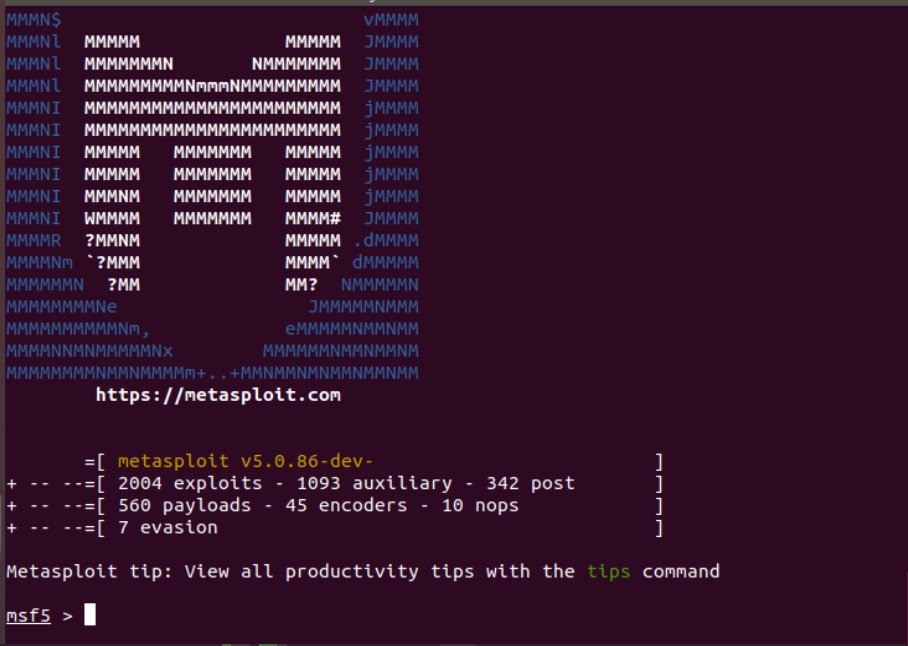 MMMN$                           vMMMM
MMMNl  MMMMM             MMMMM  JMMMM
MMMNl  MMMMMMMN       NMMMMMMM  JMMMM
MMMNl  MMMMMMMMMNmmmNMMMMMMMMM  JMMMM
MMMNI  MMMMMMMMMMMMMMMMMMMMMMM  jMMMM
MMMNI  MMMMMMMMMMMMMMMMMMMMMMM  jMMMM
MMMNI  MMMMM   MMMMMMM   MMMMM  jMMMM
MMMNI  MMMMM   MMMMMMM   MMMMM  jMMMM
MMMNI  MMMNM   MMMMMMM   MMMMM  jMMMM
MMMNI  WMMMM   MMMMMMM   MMMM#  JMMMM
MMMMR  ?MMNM             MMMMM .dMMMM
MMMMNm `?MMM             MMMM` dMMMMM
MMMMMMN  ?MM             MM?  NMMMMMN
MMMMMMMMNe                 JMMMMMNMMM
MMMMMMMMMMNm,            eMMMMMNMMNMM
MMMMNNMNMMMMMNx        MMMMMMNMMNMMNM
MMMMMMMMNMMNMMMMm+..+MMNMMNMNMMNMMNMM
https://metasploit.com
=[ metasploit v5.0.86-dev- ]
+ -- --=[ 2004 exploits - 1093 auxiliary - 342 post ]
+ -- --=[ 560 payloads - 45 encoders - 10 nops ]
+ -- --=[ 7 evasion ]
Metasploit tip: View all productivity tips with the tips command
msf5 >